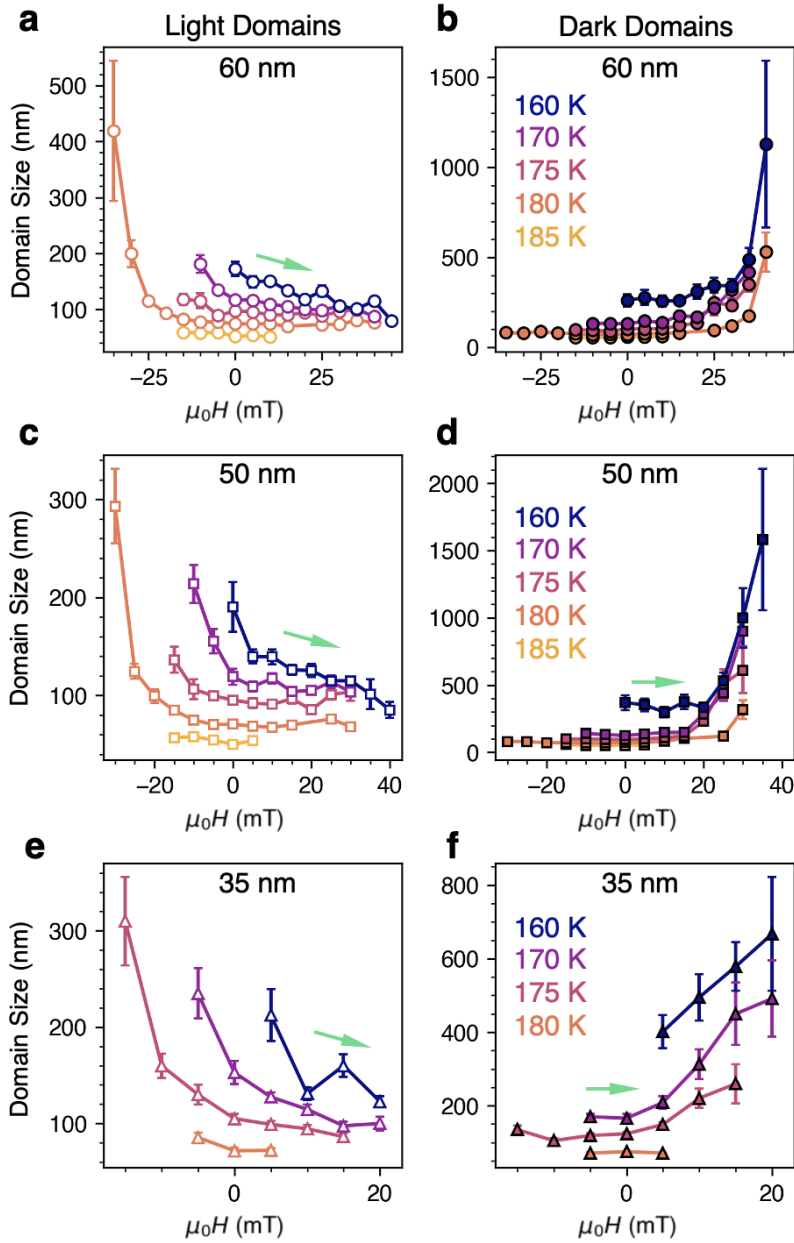 a Light Domains
b Dark Domains
60 nm
Domain Size (nm)
500
400
300
200
100
−25 0 25
μ₀H (mT)
60 nm
160 K
170 K
175 K
180 K
185 K
1500
1000
500
0
−25 0 25
μ₀H (mT)
c
50 nm
Domain Size (nm)
300
200
100
−20 0 20 40
μ₀H (mT)
d
50 nm
160 K
170 K
175 K
180 K
185 K
2000
1500
1000
500
0
−20 0 20 40
μ₀H (mT)
e
35 nm
Domain Size (nm)
300
200
100
0 20
μ₀H (mT)
f
35 nm
160 K
170 K
175 K
180 K
800
600
400
200
0 20
μ₀H (mT)